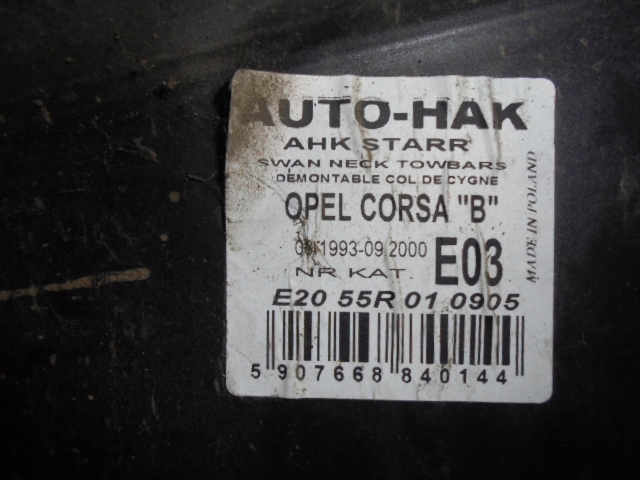 AUTO-HAK
AHK STARR
SWAN NECK TOWBARS
DEMONTABLE COL DE CYGNE
OPEL CORSA "B"
1993-09.2000
NR KAT. E03
E20 55R 01 0905
5 907668 840144
MADE IN POLAND